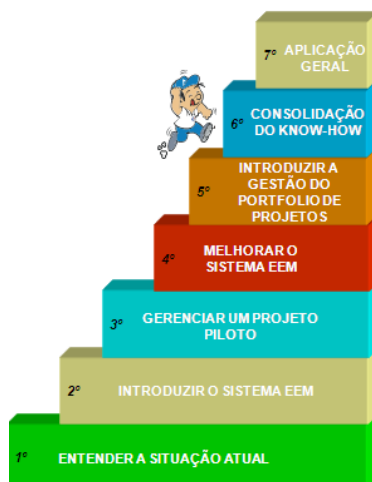 7º APLICAÇÃO
GERAL
6º CONSOLIDAÇÃO
DO KNOW-HOW
INTRODUZIR A
5º GESTÃO DO
PORTFOLIO DE
PROJETOS
4º MELHORAR O
SISTEMA EEM
3º GERENCIAR UM PROJETO
PILOTO
2º INTRODUZIR O SISTEMA EEM
1º ENTENDER A SITUAÇÃO ATUAL